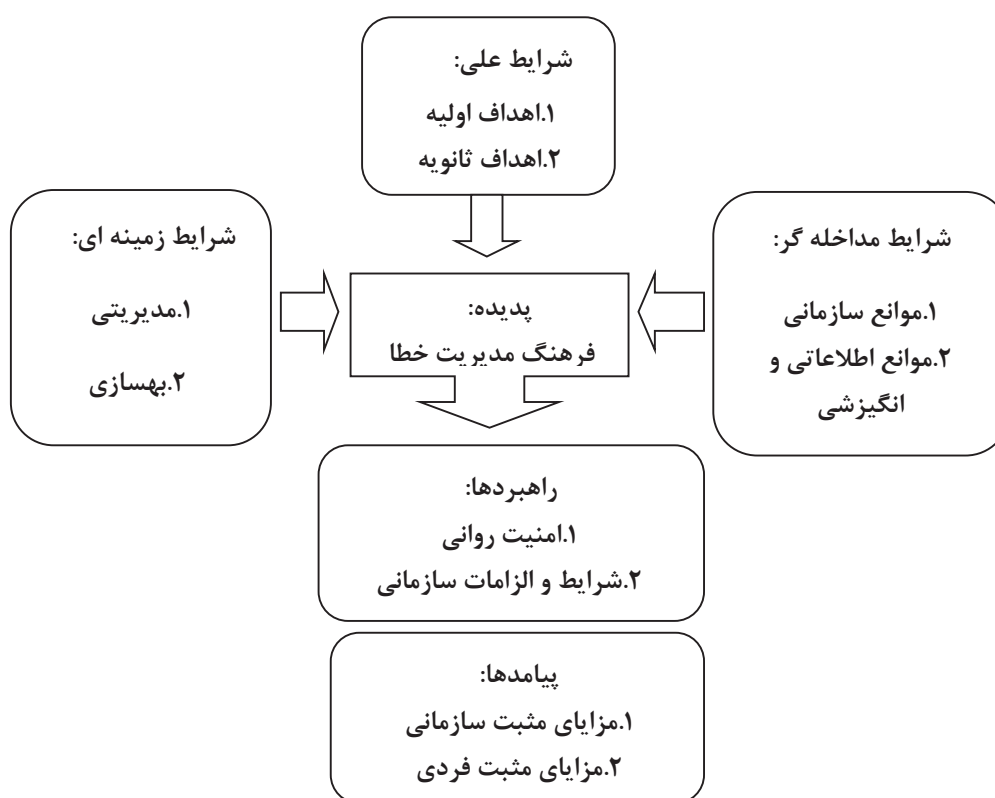 شرایط علی:
۱.اهداف اولیه
۲.اهداف ثانویه
شرایط مداخله گر:
۱.موانع سازمانی
۲.موانع اطلاعاتی و
انگیزشی
پدیده:
فرهنگ مدیریت خطا
شرایط زمینه ای:
۱.مدیریتی
۲.بهسازی
راهبردها:
۱.امنیت روانی
۲.شرایط و الزامات سازمانی
پیامدها:
۱.مزایای مثبت سازمانی
۲.مزایای مثبت فردی